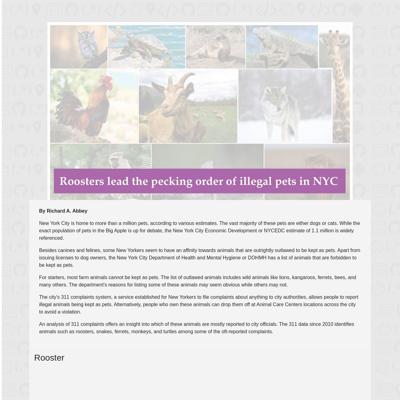 Roosters lead the pecking order of illegal pets in NYC
By Richard A. Abbey
New York City is home to more than a million pets, according to various estimates. The vast majority of these pets are either dogs or cats. While the
exact population of pets in the Big Apple is up for debate, the New York City Economic Development or NYCEDC estimate of 1.1 million is widely
referenced.
Besides canines and felines, some New Yorkers seem to have an affinity towards animals that are outrightly outlawed to be kept as pets. Apart from
issuing licenses to dog owners, the New York City Department of Health and Mental Hygiene or DOHMH has a list of animals that are forbidden to
be kept as pets.
For starters, most farm animals cannot be kept as pets. The list of outlawed animals includes wild animals like lions, kangaroos, ferrets, bees, and
many others. The department's reasons for listing some of these animals may seem obvious while others may not.
The city's 311 complaints system, a service established for New Yorkers to file complaints about anything to city authorities, allows people to report
illegal animals being kept as pets. Alternatively, people who own these animals can drop them off at Animal Care Centers locations across the city
to avoid a violation.
An analysis of 311 complaints offers an insight into which of these animals are mostly reported to city officials. The 311 data since 2010 identifies
animals such as roosters, snakes, ferrets, monkeys, and turtles among some of the oft-reported complaints.
Rooster